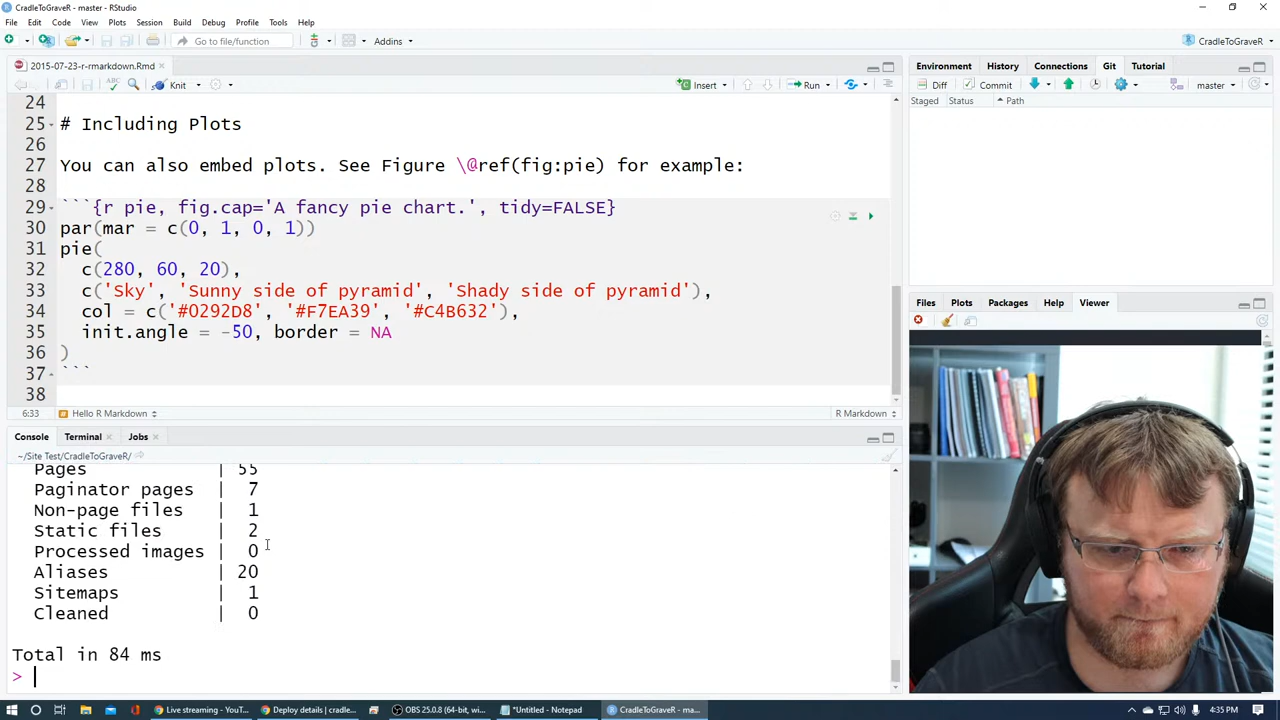 CradleToGraveR - master - RStudio
File Edit Code View Plots Session Build Debug Profile Tools Help
Go to file/function Addins CradleToGraveR
2015-07-23-r-rmarkdown.Rmd
ABC Knit Insert Run
24
25 # Including Plots
26
27 You can also embed plots. See Figure \@ref(fig:pie) for example:
28
29 ```{r pie, fig.cap='A fancy pie chart.', tidy=FALSE}
30 par(mar = c(0, 1, 0, 1))
31 pie(
32 c(280, 60, 20),
33 c('Sky', 'Sunny side of pyramid', 'Shady side of pyramid'),
34 col = c('#0292D8', '#F7EA39', '#C4B632'),
35 init.angle = -50, border = NA
36 )
37 ```
38
6:33 Hello R Markdown R Markdown
Console Terminal Jobs
~/Site Test/CradleToGraveR/
Pages | 55
Paginator pages | 7
Non-page files | 1
Static files | 2
Processed images | 0
Aliases | 20
Sitemaps | 1
Cleaned | 0
Total in 84 ms
>
Environment History Connections Git Tutorial
Diff Commit master
Staged Status Path
Files Plots Packages Help Viewer
Live streaming - YouT... Deploy details | cradle... OBS 25.0.8 (64-bit, wi... *Untitled - Notepad CradleToGraveR - ma... 4:35 PM